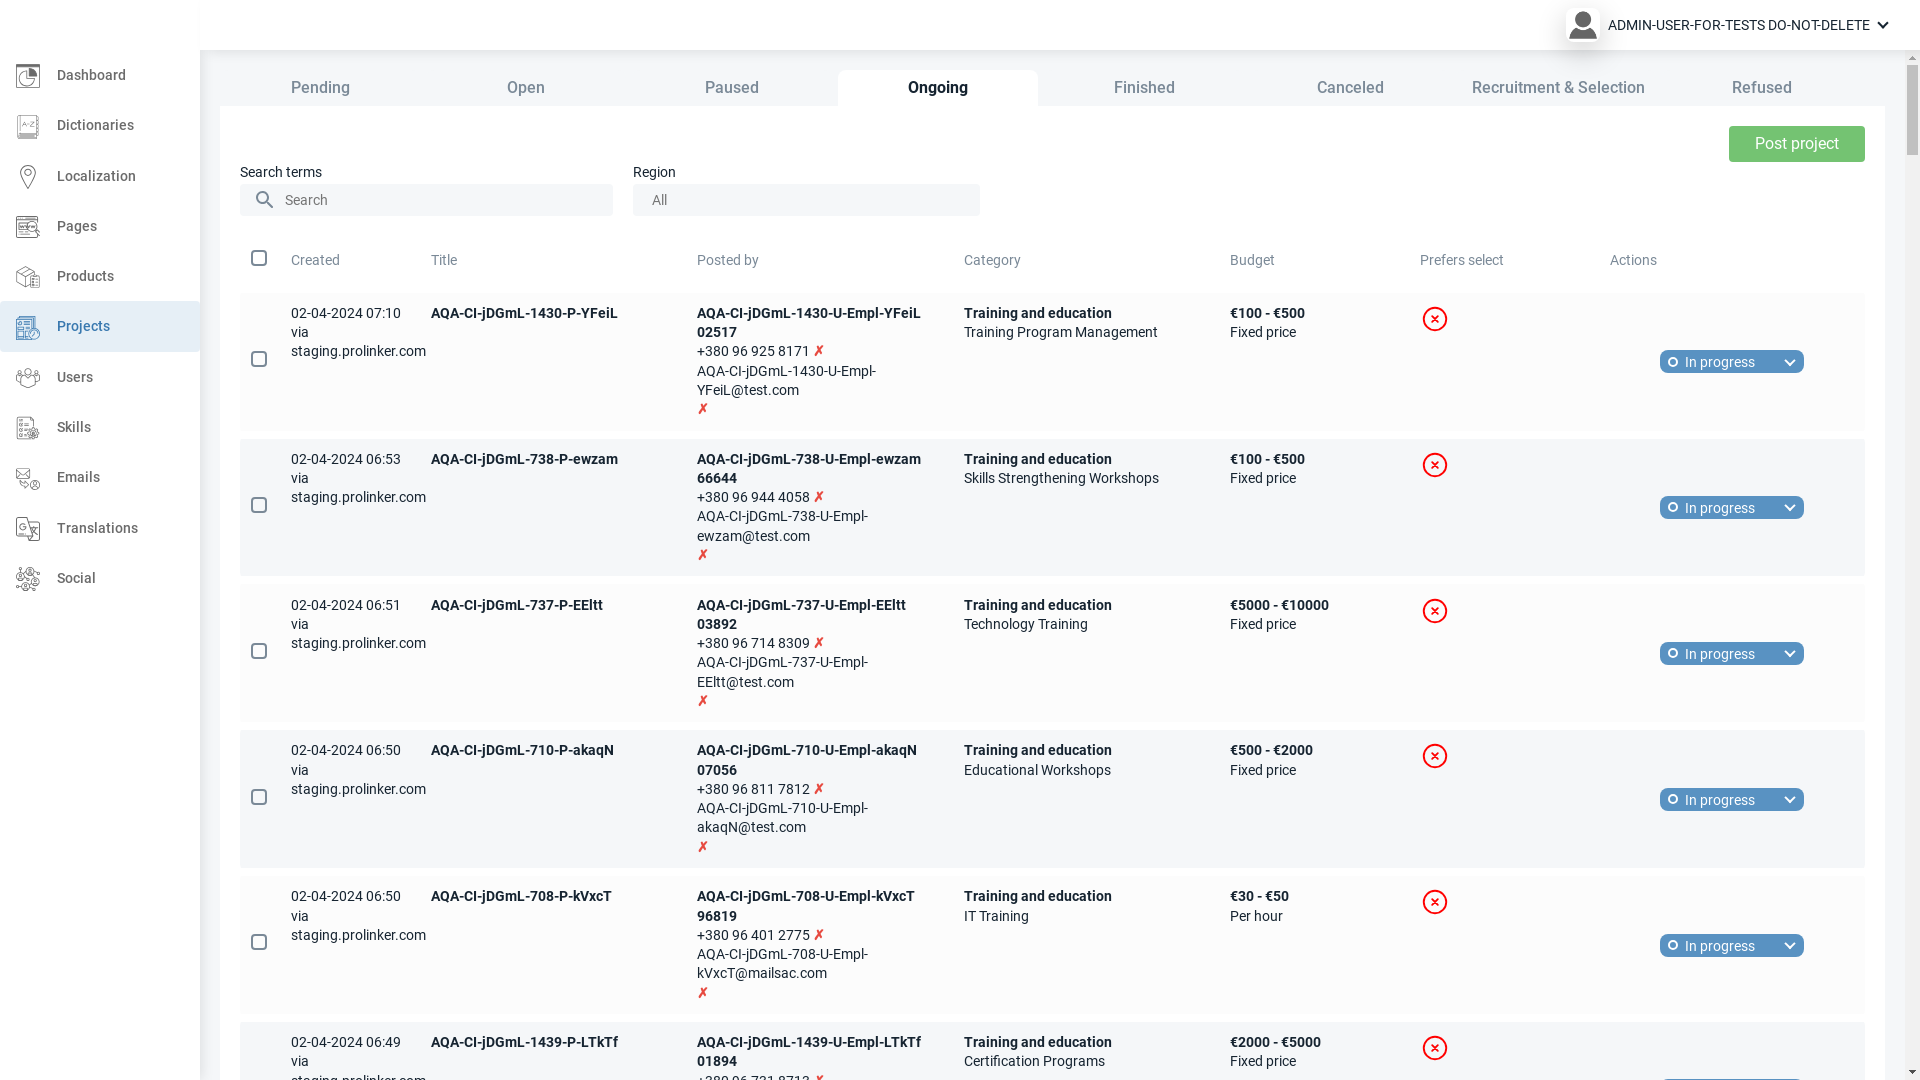 ADMIN-USER-FOR-TESTS DO-NOT-DELETE
Dashboard
Dictionaries
Localization
Pages
Products
Projects
Users
Skills
Emails
Translations
Social
Pending Open Paused Ongoing Finished Canceled Recruitment & Selection Refused
Post project
Search terms Region
Search All
Created Title Posted by Category Budget Prefers select Actions
02-04-2024 07:10
via
staging.prolinker.com
AQA-CI-jDGmL-1430-P-YFeiL
AQA-CI-jDGmL-1430-U-Empl-YFeiL
02517
+380 96 925 8171 ✗
AQA-CI-jDGmL-1430-U-Empl-
YFeiL@test.com
✗
Training and education
Training Program Management
€100 - €500
Fixed price
In progress
02-04-2024 06:53
via
staging.prolinker.com
AQA-CI-jDGmL-738-P-ewzam
AQA-CI-jDGmL-738-U-Empl-ewzam
66644
+380 96 944 4058 ✗
AQA-CI-jDGmL-738-U-Empl-
ewzam@test.com
✗
Training and education
Skills Strengthening Workshops
€100 - €500
Fixed price
In progress
02-04-2024 06:51
via
staging.prolinker.com
AQA-CI-jDGmL-737-P-EEltt
AQA-CI-jDGmL-737-U-Empl-EEltt
03892
+380 96 714 8309 ✗
AQA-CI-jDGmL-737-U-Empl-
EEltt@test.com
✗
Training and education
Technology Training
€5000 - €10000
Fixed price
In progress
02-04-2024 06:50
via
staging.prolinker.com
AQA-CI-jDGmL-710-P-akaqN
AQA-CI-jDGmL-710-U-Empl-akaqN
07056
+380 96 811 7812 ✗
AQA-CI-jDGmL-710-U-Empl-
akaqN@test.com
✗
Training and education
Educational Workshops
€500 - €2000
Fixed price
In progress
02-04-2024 06:50
via
staging.prolinker.com
AQA-CI-jDGmL-708-P-kVxcT
AQA-CI-jDGmL-708-U-Empl-kVxcT
96819
+380 96 401 2775 ✗
AQA-CI-jDGmL-708-U-Empl-
kVxcT@mailsac.com
✗
Training and education
IT Training
€30 - €50
Per hour
In progress
02-04-2024 06:49
via
staging.prolinker.com
AQA-CI-jDGmL-1439-P-LTkTf
AQA-CI-jDGmL-1439-U-Empl-LTkTf
01894
+380 96 731 8713 ✗
Training and education
Certification Programs
€2000 - €5000
Fixed price